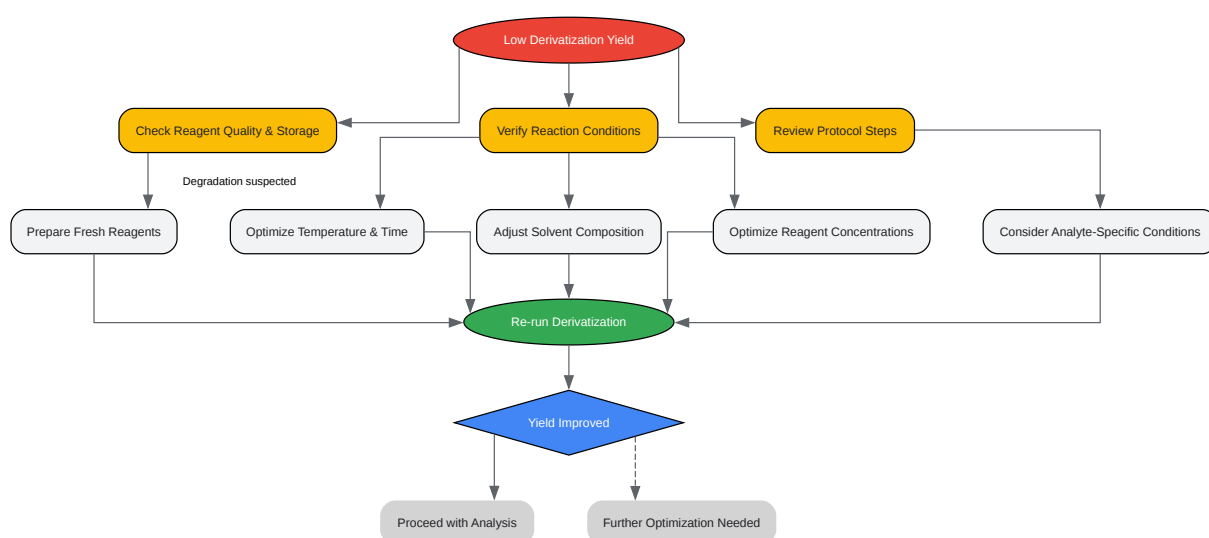 Low Derivatization Yield
Check Reagent Quality & Storage
Verify Reaction Conditions
Review Protocol Steps
Degradation suspected
Prepare Fresh Reagents
Optimize Temperature & Time
Adjust Solvent Composition
Optimize Reagent Concentrations
Consider Analyte-Specific Conditions
Re-run Derivatization
Yield Improved
Proceed with Analysis
Further Optimization Needed